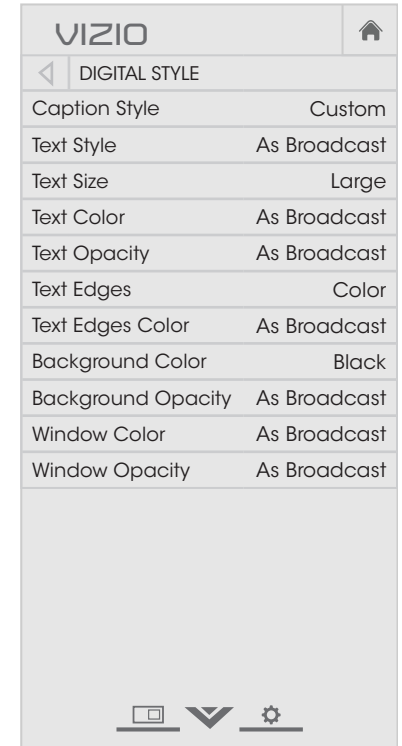 VIZIO
DIGITAL STYLE
Caption Style Custom
Text Style As Broadcast
Text Size Large
Text Color As Broadcast
Text Opacity As Broadcast
Text Edges Color
Text Edges Color As Broadcast
Background Color Black
Background Opacity As Broadcast
Window Color As Broadcast
Window Opacity As Broadcast